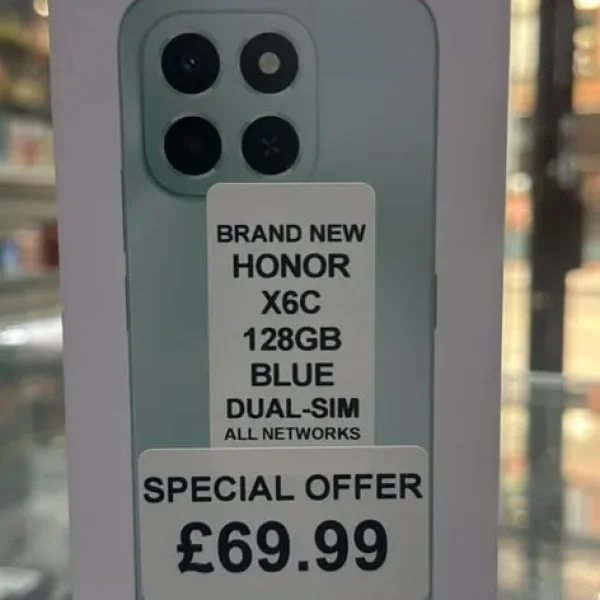 BRAND NEW
HONOR
X6C
128GB
BLUE
DUAL-SIM
ALL NETWORKS
SPECIAL OFFER
£69.99